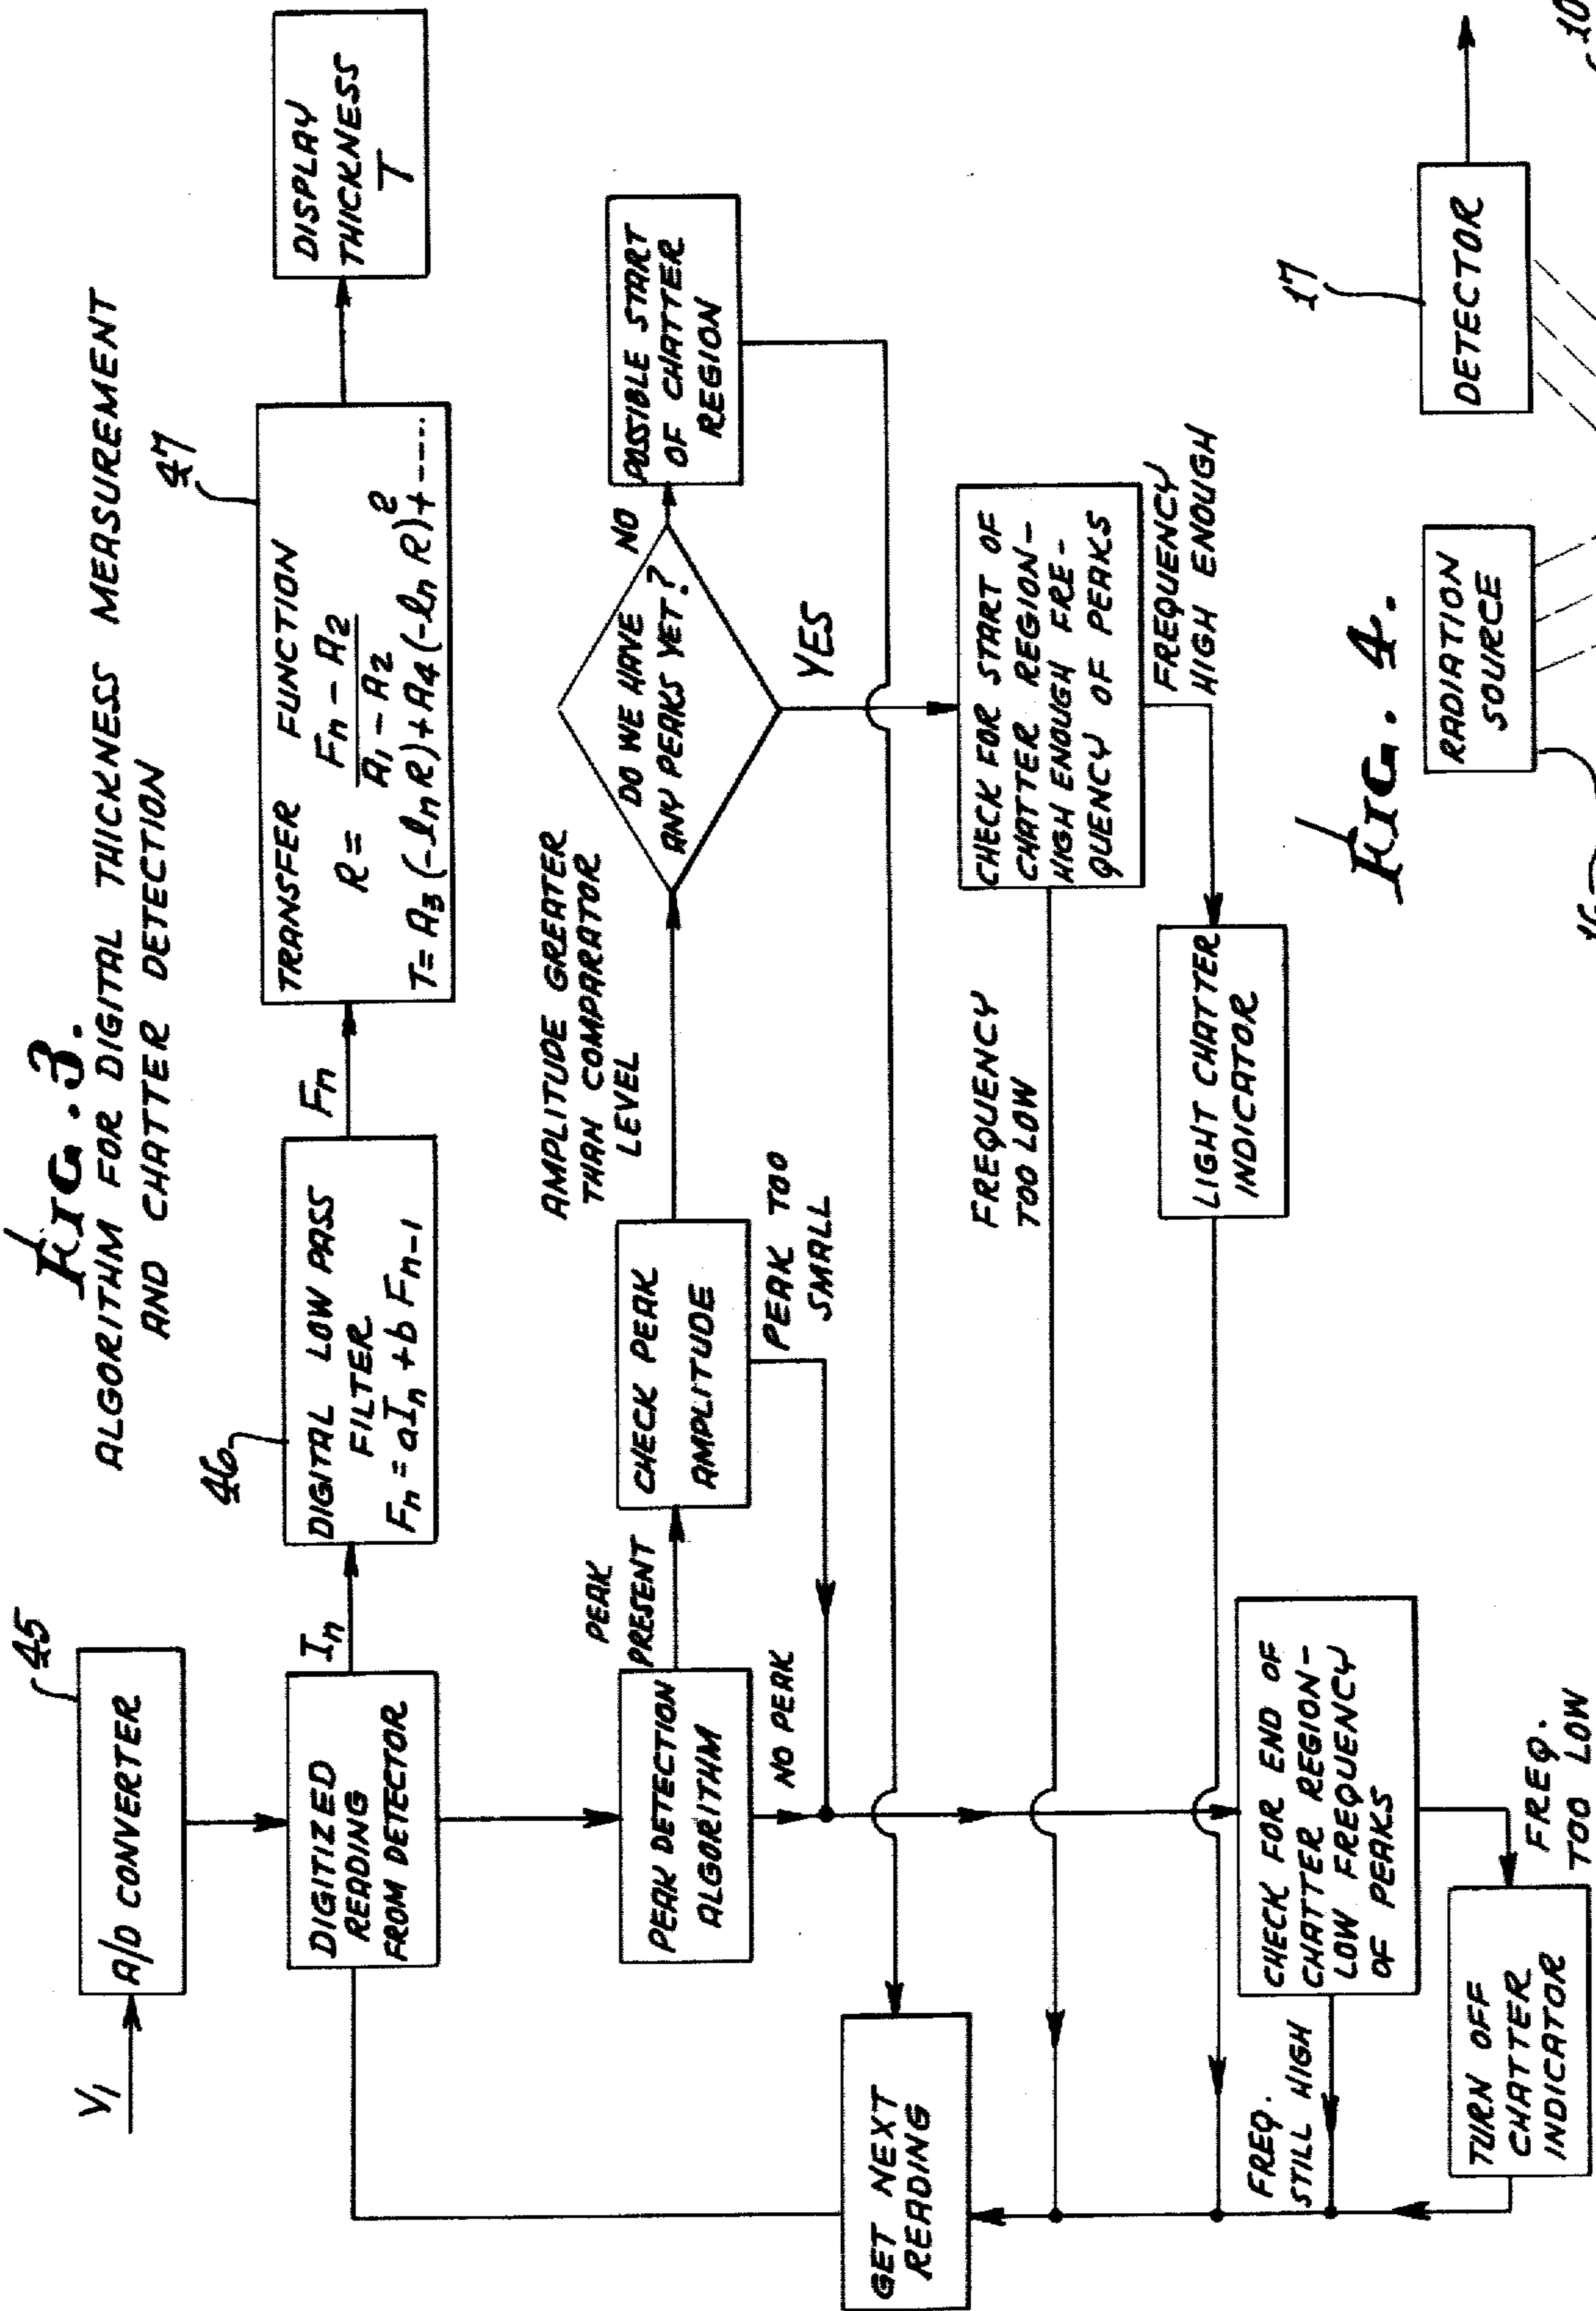 FIG. 3.
ALGORITHM FOR DIGITAL THICKNESS MEASUREMENT
AND CHATTER DETECTION
45
V1
A/D CONVERTER
DIGITIZED
READING
FROM DETECTOR
In
46
DIGITAL LOW PASS
FILTER
Fn = aIn + b Fn-1
Fn
47
TRANSFER FUNCTION
R = Fn - A2
A1 - A2
T= A3 (-ln R) + A4 (-ln R)2 + ----
DISPLAY
THICKNESS
T
PEAK DETECTION
ALGORITHM
PEAK
PRESENT
NO PEAK
CHECK PEAK
AMPLITUDE
PEAK TOO
SMALL
AMPLITUDE GREATER
THAN COMPARATOR
LEVEL
DO WE HAVE
ANY PEAKS YET?
NO
YES
POSSIBLE START
OF CHATTER
REGION
GET NEXT
READING
CHECK FOR START OF
CHATTER REGION-
HIGH ENOUGH FRE-
QUENCY OF PEAKS
FREQUENCY
TOO LOW
FREQUENCY
HIGH ENOUGH
LIGHT CHATTER
INDICATOR
CHECK FOR END OF
CHATTER REGION-
LOW FREQUENCY
OF PEAKS
FREQ.
STILL HIGH
FREQ.
TOO LOW
TURN OFF
CHATTER
INDICATOR
FIG. 4.
RADIATION
SOURCE
16
17
DETECTOR
10